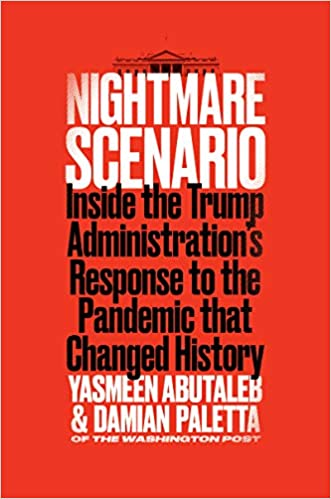 NIGHTMARE
SCENARIO
Inside the Trump
Administration's
Response to the
Pandemic that
Changed History
YASMEEN ABUTALEB
& DAMIAN PALETTA
OF THE WASHINGTON POST